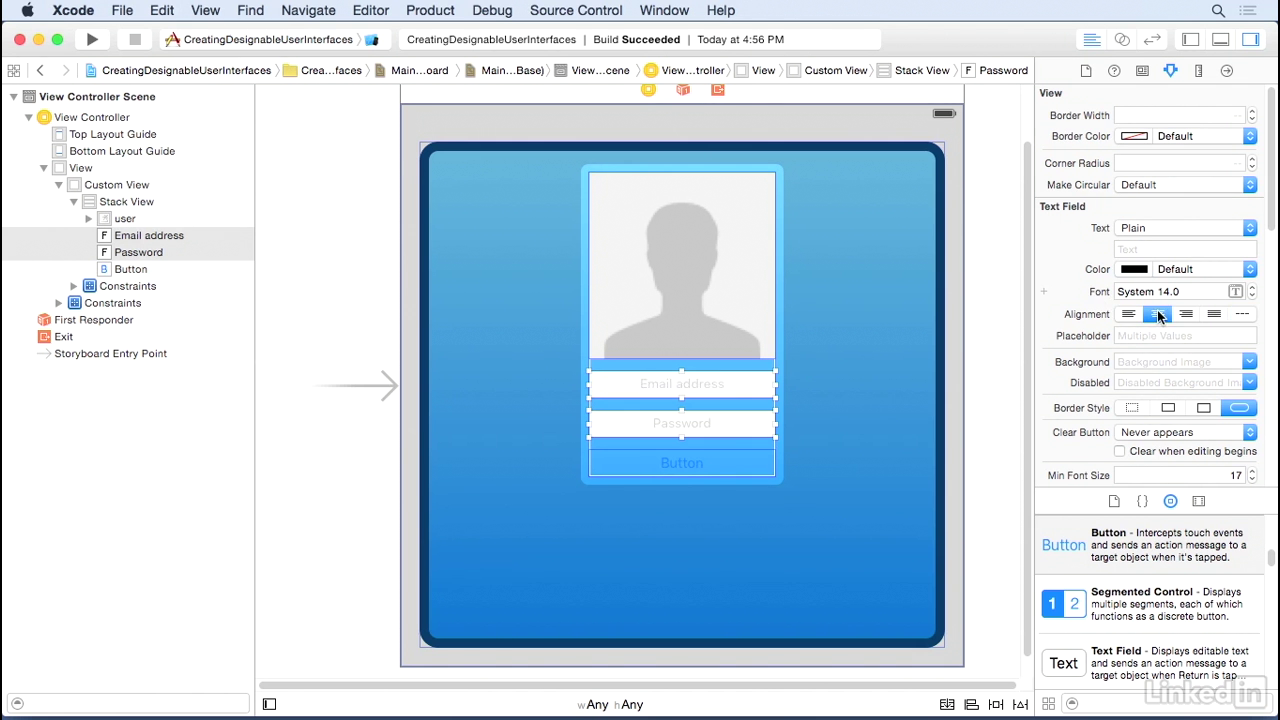 Xcode File Edit View Find Navigate Editor Product Debug Source Control Window Help
CreatingDesignableUserInterfaces
CreatingDesignableUserInterfaces | Build Succeeded | Today at 4:56 PM
CreatingDesignableUserInterfaces Crea...faces Main...oard Main...Base) View...cene View...troller View Custom View Stack View F Password
View Controller Scene
View Controller
Top Layout Guide
Bottom Layout Guide
View
Custom View
Stack View
user
F Email address
F Password
B Button
Constraints
Constraints
First Responder
Exit
Storyboard Entry Point
Email address
Password
Button
wAny hAny
View
Border Width
Border Color Default
Corner Radius
Make Circular Default
Text Field
Text Plain
Text
Color Default
Font System 14.0 T
Alignment
Placeholder Multiple Values
Background Background Image
Disabled Disabled Background Im
Border Style
Clear Button Never appears
Clear when editing begins
Min Font Size 17
Button
Button - Intercepts touch events
and sends an action message to a
target object when it's tapped.
1 2
Segmented Control - Displays
multiple segments, each of which
functions as a discrete button.
Text
Text Field - Displays editable text
and sends an action message to a
target object when Return is tap...
Linked in